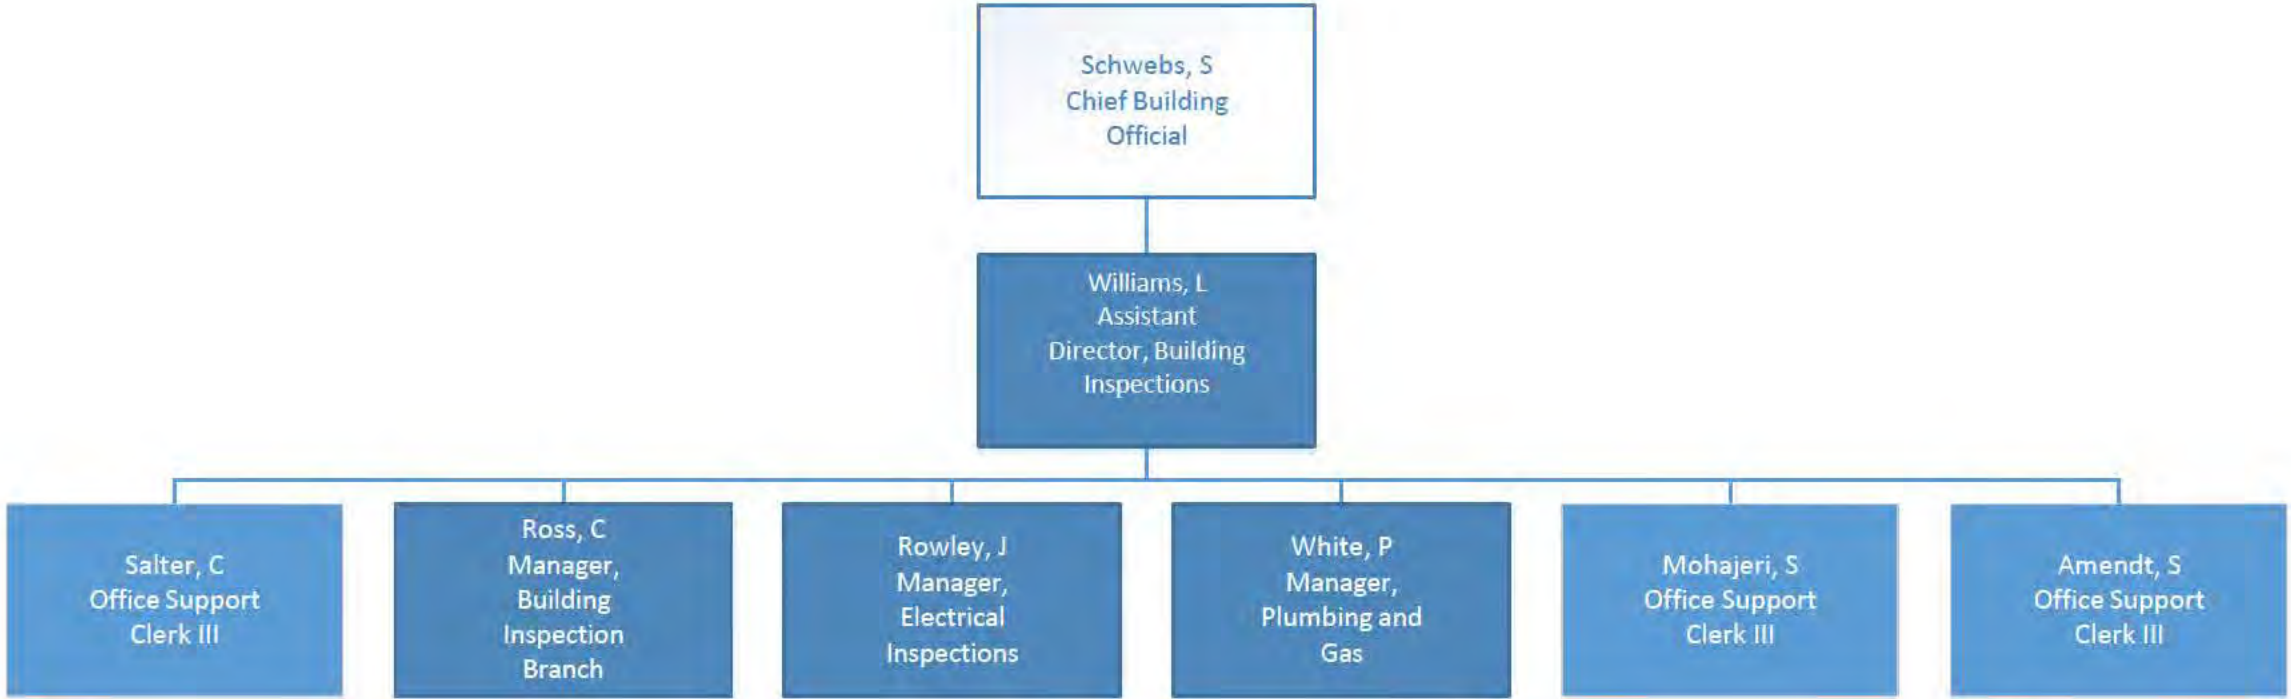 Schwebs, S
Chief Building
Official
Williams, L
Assistant
Director, Building
Inspections
Salter, C
Office Support
Clerk III
Ross, C
Manager,
Building
Inspection
Branch
Rowley, J
Manager,
Electrical
Inspections
White, P
Manager,
Plumbing and
Gas
Mohajeri, S
Office Support
Clerk III
Amendt, S
Office Support
Clerk III